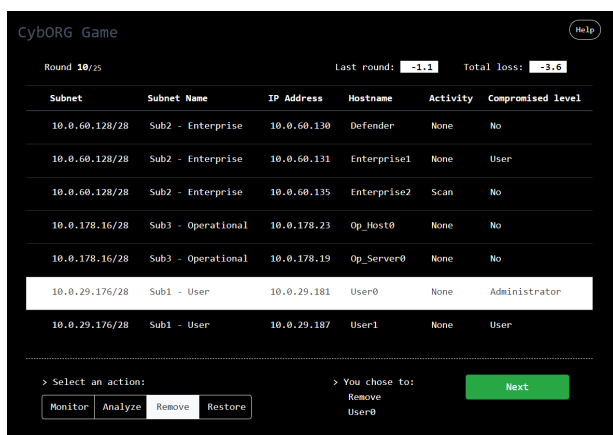 CybORG Game
Help
Round 10/25 Last round: -1.1 Total loss: -3.6
Subnet Subnet Name IP Address Hostname Activity Compromised level
10.0.60.128/28 Sub2 - Enterprise 10.0.60.130 Defender None No
10.0.60.128/28 Sub2 - Enterprise 10.0.60.131 Enterprise1 None User
10.0.60.128/28 Sub2 - Enterprise 10.0.60.135 Enterprise2 Scan No
10.0.178.16/28 Sub3 - Operational 10.0.178.23 Op_Host0 None No
10.0.178.16/28 Sub3 - Operational 10.0.178.19 Op_Server0 None No
10.0.29.176/28 Sub1 - User 10.0.29.181 User0 None Administrator
10.0.29.176/28 Sub1 - User 10.0.29.187 User1 None User
> Select an action: > You chose to:
Monitor Analyze Remove Restore Remove Next
User0